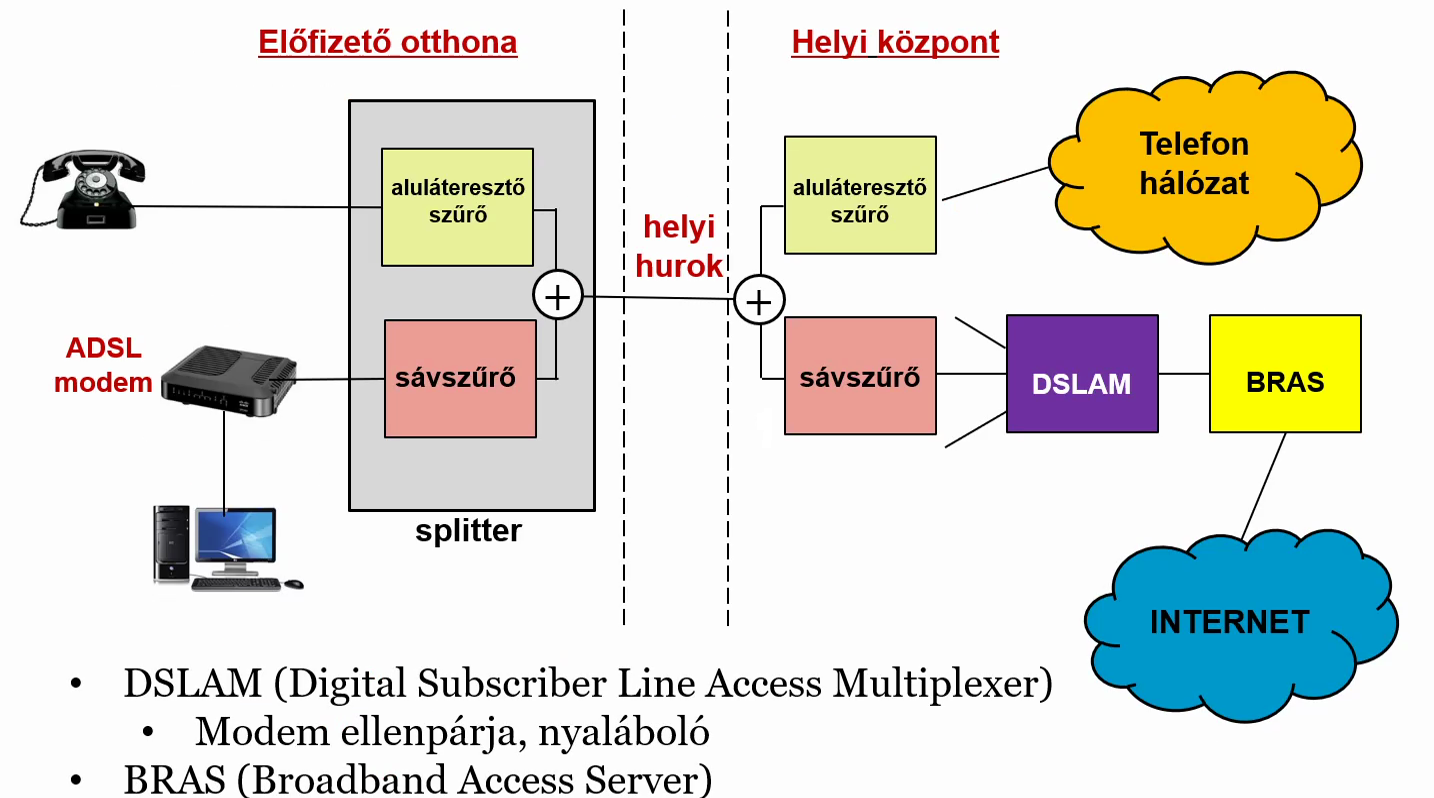 Előfizető otthona
Helyi központ
aluláteresztő
szűrő
helyi
hurok
aluláteresztő
szűrő
Telefon
hálózat
ADSL
modem
sávszűrő
sávszűrő
DSLAM
BRAS
splitter
INTERNET
• DSLAM (Digital Subscriber Line Access Multiplexer)
• Modem ellenpárja, nyaláboló
• BRAS (Broadband Access Server)